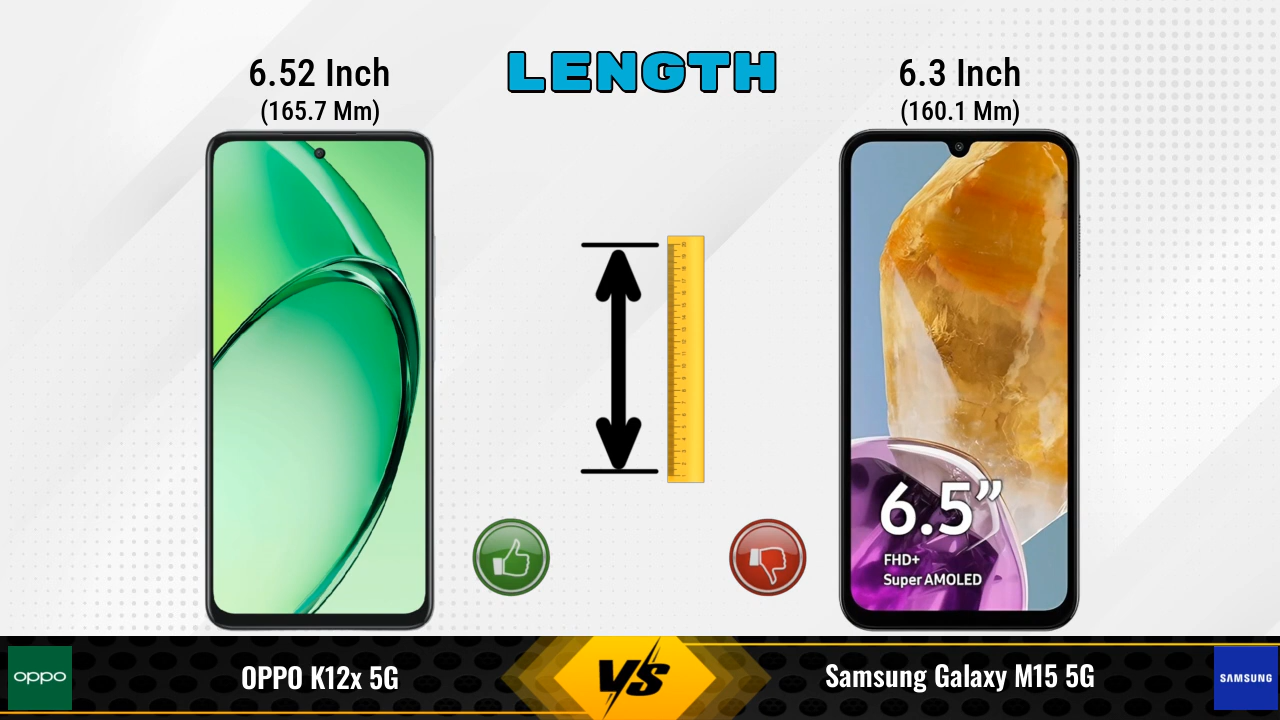 LENGTH
6.52 Inch
(165.7 Mm)
6.3 Inch
(160.1 Mm)
6.5”
FHD+
Super AMOLED
oppo
OPPO K12x 5G
VS
Samsung Galaxy M15 5G
SAMSUNG